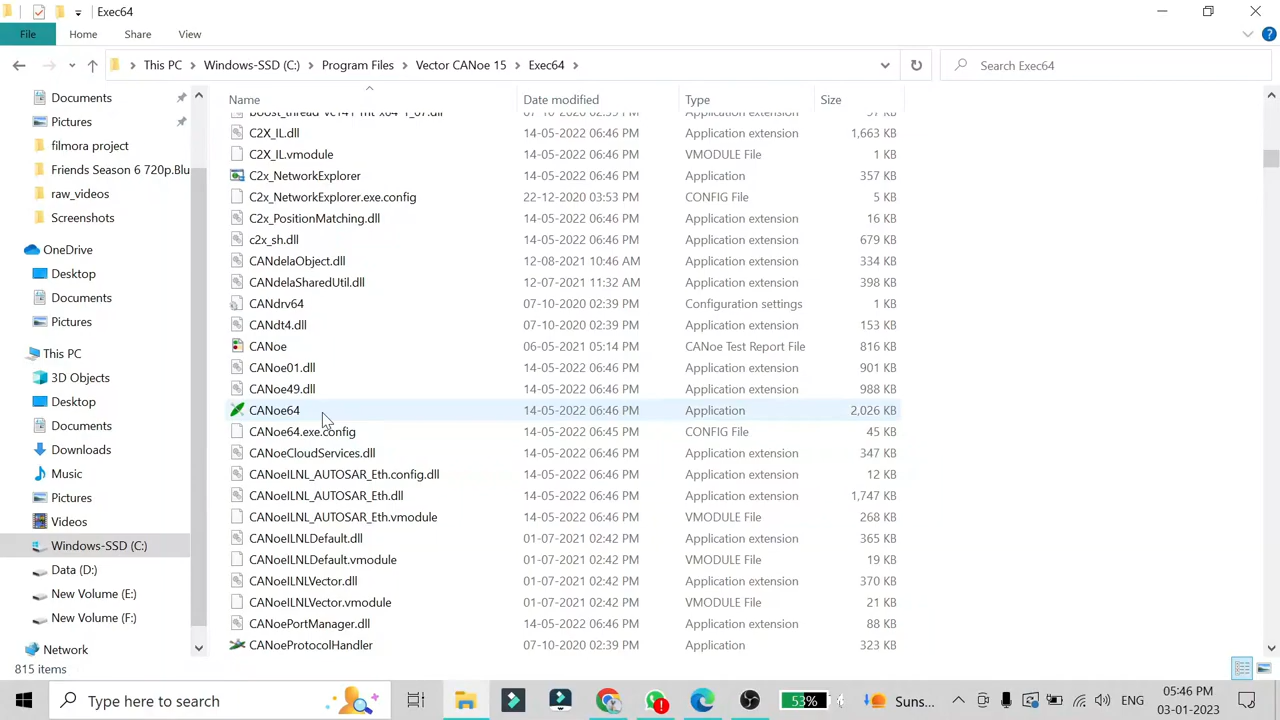 Exec64
File Home Share View
This PC Windows-SSD (C:) Program Files Vector CANoe 15 Exec64
Search Exec64
Documents
Pictures
filmora project
Friends Season 6 720p.Blu
raw_videos
Screenshots
OneDrive
Desktop
Documents
Pictures
This PC
3D Objects
Desktop
Documents
Downloads
Music
Pictures
Videos
Windows-SSD (C:)
Data (D:)
New Volume (E:)
New Volume (F:)
Network
Name Date modified Type Size
C2X_IL.dll 14-05-2022 06:46 PM Application extension 1,663 KB
C2X_IL.vmodule 14-05-2022 06:46 PM VMODULE File 1 KB
C2x_NetworkExplorer 14-05-2022 06:46 PM Application 357 KB
C2x_NetworkExplorer.exe.config 22-12-2020 03:53 PM CONFIG File 5 KB
C2x_PositionMatching.dll 14-05-2022 06:46 PM Application extension 16 KB
c2x_sh.dll 14-05-2022 06:46 PM Application extension 679 KB
CANdelaObject.dll 12-08-2021 10:46 AM Application extension 334 KB
CANdelaSharedUtil.dll 12-07-2021 11:32 AM Application extension 398 KB
CANdrv64 07-10-2020 02:39 PM Configuration settings 1 KB
CANdt4.dll 07-10-2020 02:39 PM Application extension 153 KB
CANoe 06-05-2021 05:14 PM CANoe Test Report File 816 KB
CANoe01.dll 14-05-2022 06:46 PM Application extension 901 KB
CANoe49.dll 14-05-2022 06:46 PM Application extension 988 KB
CANoe64 14-05-2022 06:46 PM Application 2,026 KB
CANoe64.exe.config 14-05-2022 06:45 PM CONFIG File 45 KB
CANoeCloudServices.dll 14-05-2022 06:46 PM Application extension 347 KB
CANoeILNL_AUTOSAR_Eth.config.dll 14-05-2022 06:46 PM Application extension 12 KB
CANoeILNL_AUTOSAR_Eth.dll 14-05-2022 06:46 PM Application extension 1,747 KB
CANoeILNL_AUTOSAR_Eth.vmodule 14-05-2022 06:46 PM VMODULE File 268 KB
CANoeILNLDefault.dll 01-07-2021 02:42 PM Application extension 365 KB
CANoeILNLDefault.vmodule 01-07-2021 02:42 PM VMODULE File 19 KB
CANoeILNLVector.dll 01-07-2021 02:42 PM Application extension 370 KB
CANoeILNLVector.vmodule 01-07-2021 02:42 PM VMODULE File 21 KB
CANoePortManager.dll 14-05-2022 06:46 PM Application extension 88 KB
CANoeProtocolHandler 07-10-2020 02:39 PM Application 323 KB
815 items
Type here to search
53%
Suns...
ENG
05:46 PM
03-01-2023